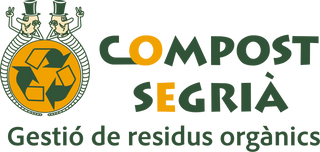 COMPOST
SEGRIÀ
Gestió de residus orgànics